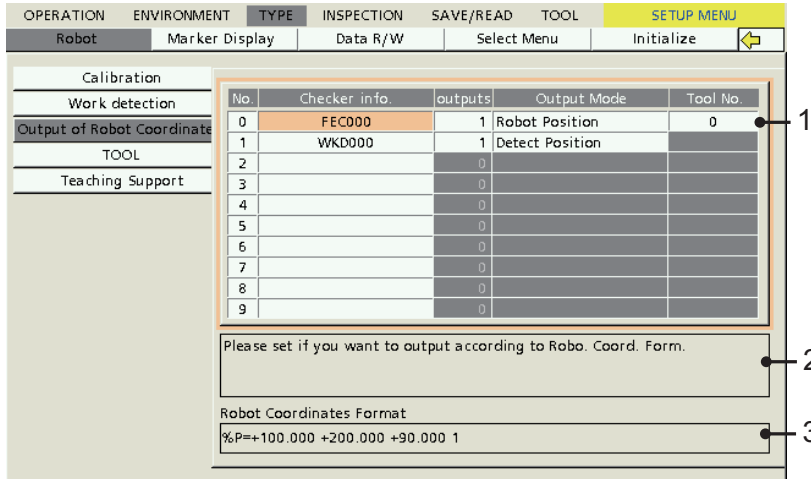 OPERATION ENVIRONMENT TYPE INSPECTION SAVE/READ TOOL SETUP MENU
Robot Marker Display Data R/W Select Menu Initialize
Calibration
Work detection
Output of Robot Coordinate
TOOL
Teaching Support
No. Checker info. outputs Output Mode Tool No.
0 FEC000 1 Robot Position 0
1 WKD000 1 Detect Position
2 0
3 0
4 0
5 0
6 0
7 0
8 0
9 0
1
Please set if you want to output according to Robo. Coord. Form.
2
Robot Coordinates Format
%P=+100.000 +200.000 +90.000 1
3